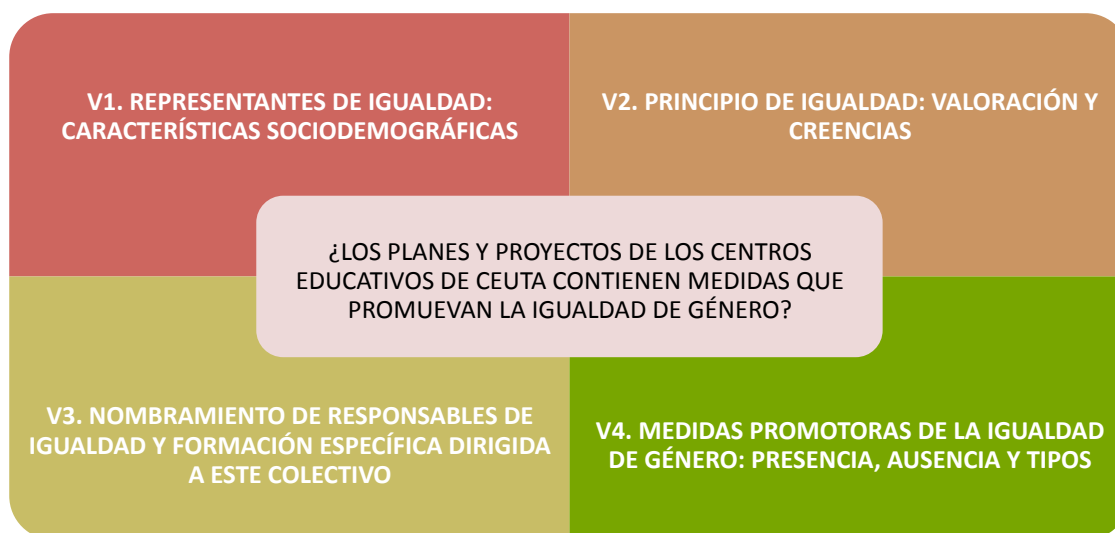 V1. REPRESENTANTES DE IGUALDAD:
CARACTERÍSTICAS SOCIODEMOGRÁFICAS
V2. PRINCIPIO DE IGUALDAD: VALORACIÓN Y
CREENCIAS
¿LOS PLANES Y PROYECTOS DE LOS CENTROS
EDUCATIVOS DE CEUTA CONTIENEN MEDIDAS QUE
PROMUEVAN LA IGUALDAD DE GÉNERO?
V3. NOMBRAMIENTO DE RESPONSABLES DE
IGUALDAD Y FORMACIÓN ESPECÍFICA DIRIGIDA
A ESTE COLECTIVO
V4. MEDIDAS PROMOTORAS DE LA IGUALDAD
DE GÉNERO: PRESENCIA, AUSENCIA Y TIPOS